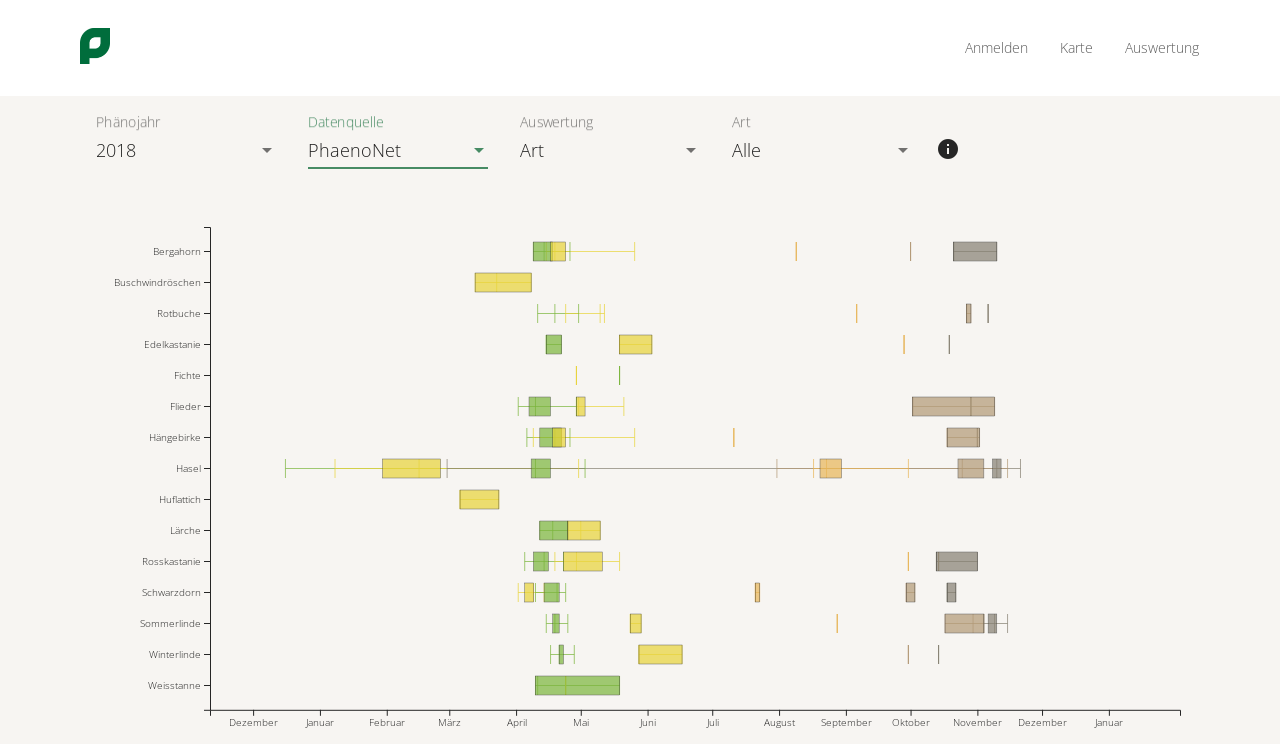 Anmelden Karte Auswertung
Phänojahr Datenquelle Auswertung Art
2018 PhaenoNet Art Alle
Bergahorn
Buschwindröschen
Rotbuche
Edelkastanie
Fichte
Flieder
Hängebirke
Hasel
Huflattich
Lärche
Rosskastanie
Schwarzdorn
Sommerlinde
Winterlinde
Weisstanne
Dezember Januar Februar März April Mai Juni Juli August September Oktober November Dezember Januar